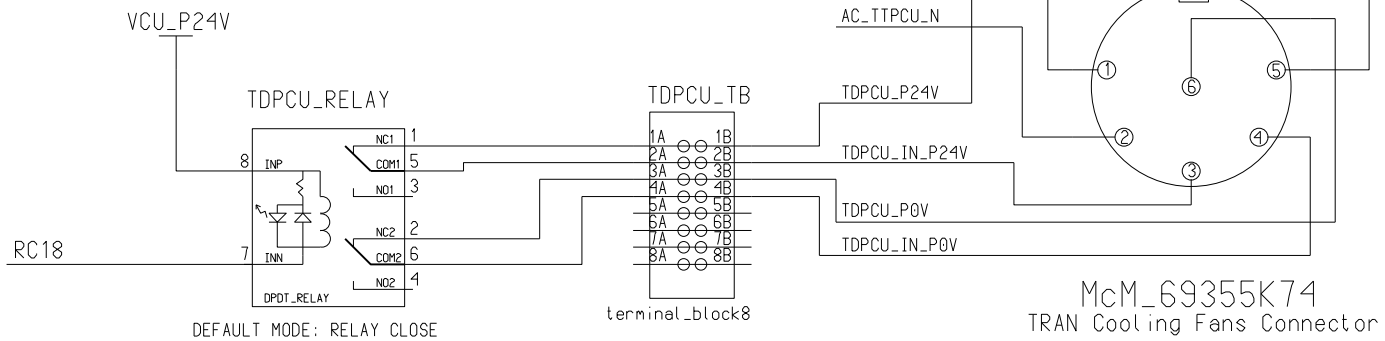 VCU_P24V
AC_TTPCU_N
TDPCU_RELAY
TDPCU_TB
TDPCU_P24V
1
5
6
NC1 1
1A 1B
2 4
8 INP
COM1 5
2A 2B
TDPCU_IN_P24V
3A 3B
3
NO1 3
4A 4B
5A 5B
TDPCU_P0V
6A 6B
NC2 2
7A 7B
TDPCU_IN_P0V
RC18
7 INN
COM2 6
8A 8B
NO2 4
DPDT_RELAY
McM_69355K74
terminal_block8
TRAN Cooling Fans Connector
DEFAULT MODE: RELAY CLOSE